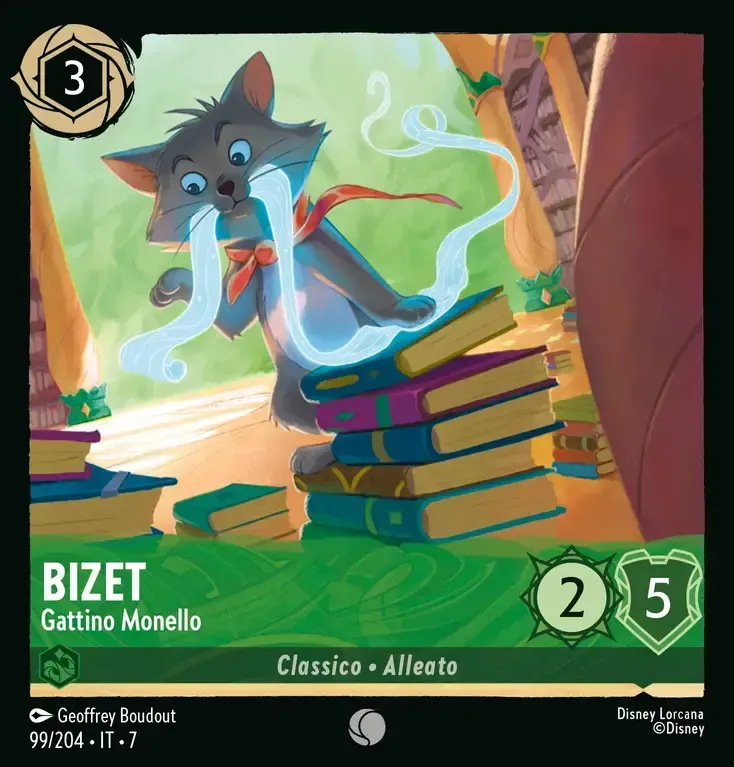 3
BIZET
Gattino Monello
2
5
Classico • Alleato
Geoffrey Boudout
99/204 • IT • 7
Disney Lorcana
©Disney